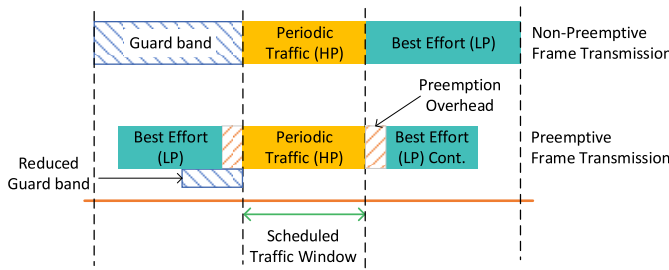 Guard band
Periodic
Traffic (HP)
Best Effort (LP)
Non-Preemptive
Frame Transmission
Preemption
Overhead
Best Effort
(LP)
Periodic
Traffic (HP)
Best Effort
(LP) Cont.
Preemptive
Frame Transmission
Reduced
Guard band
Scheduled
Traffic Window